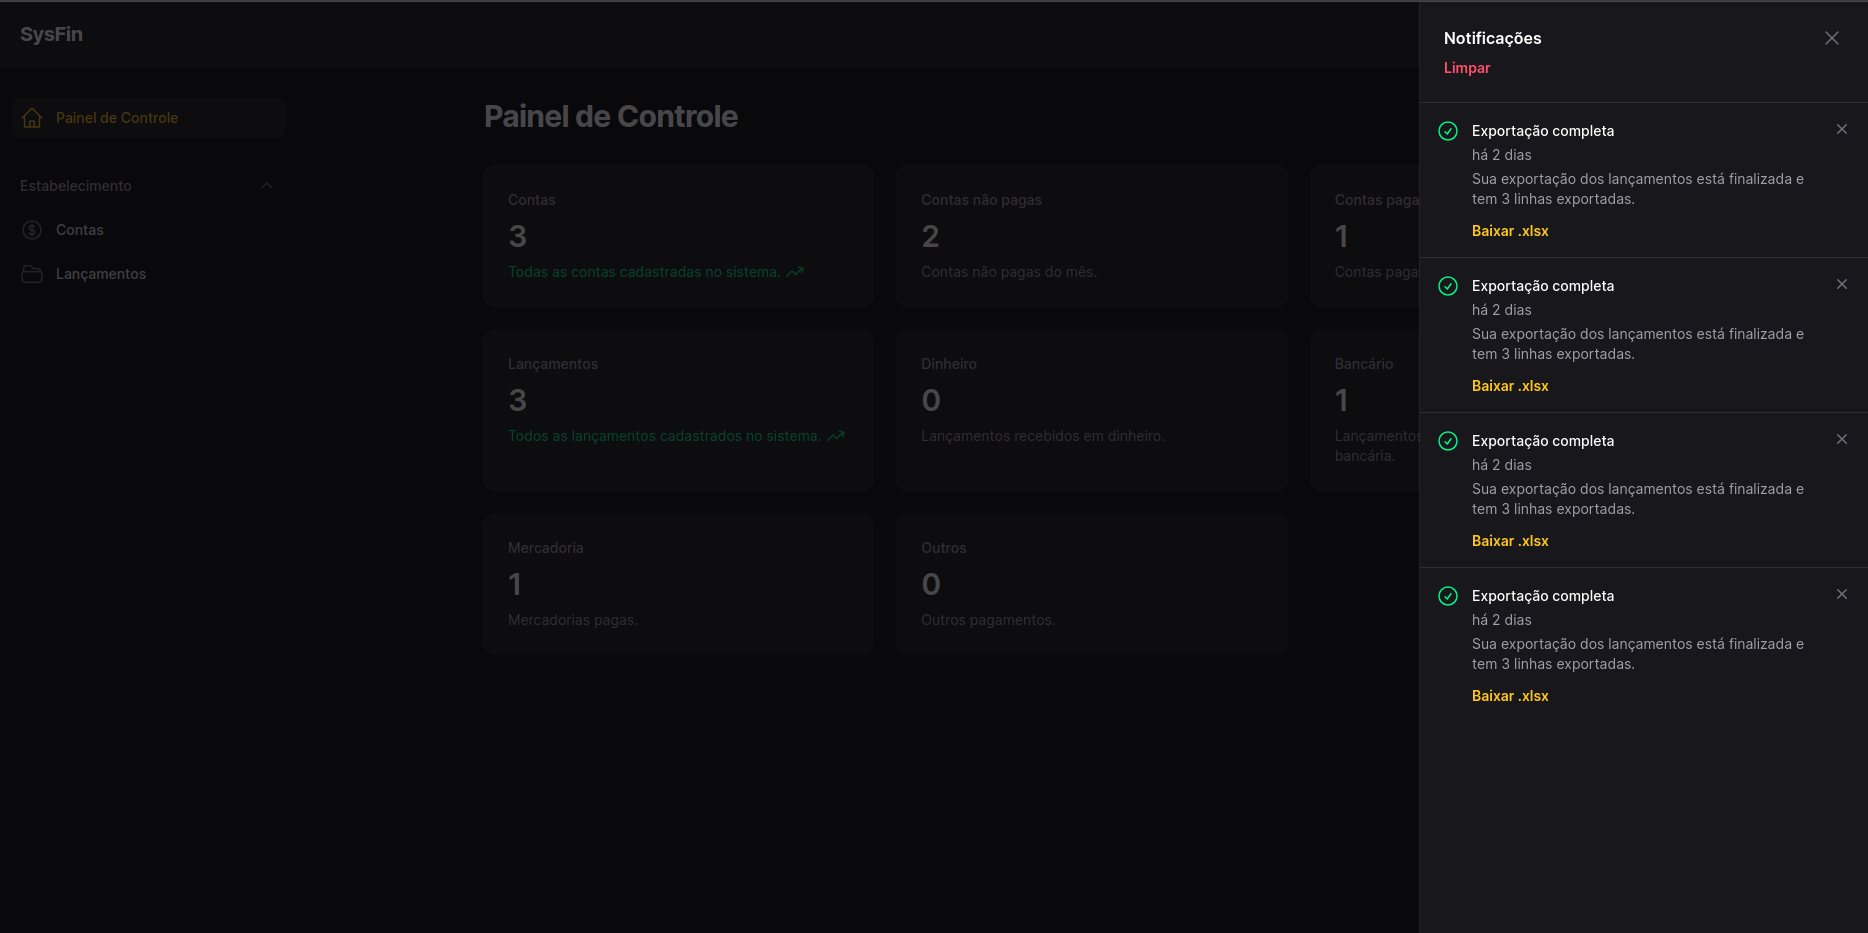 SysFin
Painel de Controle
Estabelecimento
Contas
Lançamentos
Painel de Controle
Contas
3
Todas as contas cadastradas no sistema.
Contas não pagas
2
Contas não pagas do mês.
Contas paga
1
Contas paga
Lançamentos
3
Todos as lançamentos cadastrados no sistema.
Dinheiro
0
Lançamentos recebidos em dinheiro.
Bancário
1
Lançamentos
bancária.
Mercadoria
1
Mercadorias pagas.
Outros
0
Outros pagamentos.
Notificações
Limpar
Exportação completa
há 2 dias
Sua exportação dos lançamentos está finalizada e
tem 3 linhas exportadas.
Baixar .xlsx
Exportação completa
há 2 dias
Sua exportação dos lançamentos está finalizada e
tem 3 linhas exportadas.
Baixar .xlsx
Exportação completa
há 2 dias
Sua exportação dos lançamentos está finalizada e
tem 3 linhas exportadas.
Baixar .xlsx
Exportação completa
há 2 dias
Sua exportação dos lançamentos está finalizada e
tem 3 linhas exportadas.
Baixar .xlsx